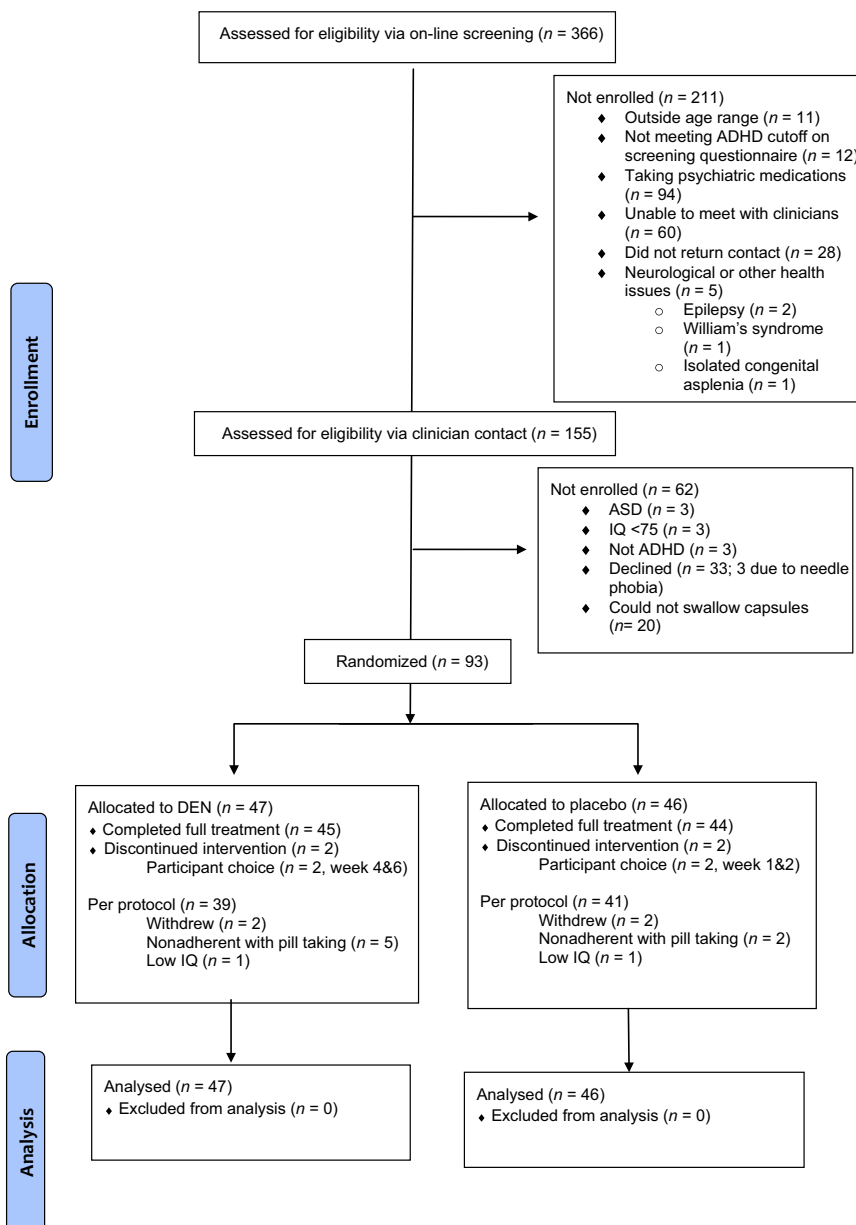 Assessed for eligibility via on-line screening (n = 366)
Not enrolled (n = 211)
♦ Outside age range (n = 11)
♦ Not meeting ADHD cutoff on
screening questionnaire (n = 12)
♦ Taking psychiatric medications
(n = 94)
♦ Unable to meet with clinicians
(n = 60)
♦ Did not return contact (n = 28)
♦ Neurological or other health
issues (n = 5)
○ Epilepsy (n = 2)
○ William's syndrome
(n = 1)
○ Isolated congenital
asplenia (n = 1)
Enrollment
Assessed for eligibility via clinician contact (n = 155)
Not enrolled (n = 62)
♦ ASD (n = 3)
♦ IQ <75 (n = 3)
♦ Not ADHD (n = 3)
♦ Declined (n = 33; 3 due to needle
phobia)
♦ Could not swallow capsules
(n= 20)
Randomized (n = 93)
Allocation
Allocated to DEN (n = 47)
♦ Completed full treatment (n = 45)
♦ Discontinued intervention (n = 2)
Participant choice (n = 2, week 4&6)
Per protocol (n = 39)
Withdrew (n = 2)
Nonadherent with pill taking (n = 5)
Low IQ (n = 1)
Allocated to placebo (n = 46)
♦ Completed full treatment (n = 44)
♦ Discontinued intervention (n = 2)
Participant choice (n = 2, week 1&2)
Per protocol (n = 41)
Withdrew (n = 2)
Nonadherent with pill taking (n = 2)
Low IQ (n = 1)
Analysis
Analysed (n = 47)
♦ Excluded from analysis (n = 0)
Analysed (n = 46)
♦ Excluded from analysis (n = 0)